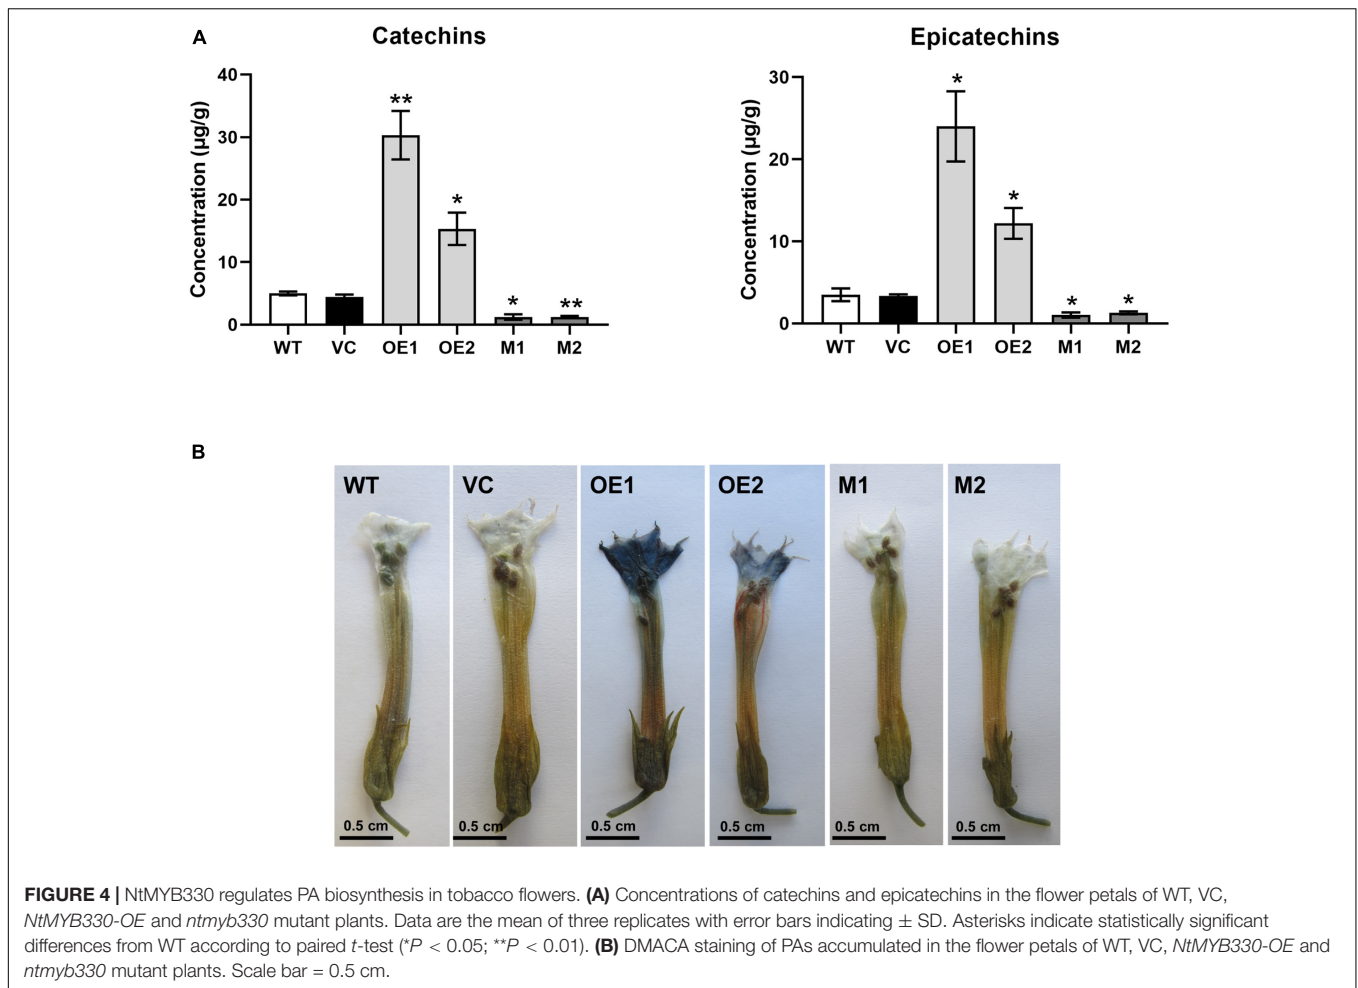 A
Catechins
Concentration (µg/g)
40
30
20
10
0
**
*
*
**
WT VC OE1 OE2 M1 M2
Epicatechins
Concentration (µg/g)
30
20
10
0
*
*
*
*
WT VC OE1 OE2 M1 M2
B
WT VC OE1 OE2 M1 M2
0.5 cm 0.5 cm 0.5 cm 0.5 cm 0.5 cm 0.5 cm
FIGURE 4 | NtMYB330 regulates PA biosynthesis in tobacco flowers. (A) Concentrations of catechins and epicatechins in the flower petals of WT, VC,
NtMYB330-OE and ntmyb330 mutant plants. Data are the mean of three replicates with error bars indicating ± SD. Asterisks indicate statistically significant
differences from WT according to paired t-test (*P < 0.05; **P < 0.01). (B) DMACA staining of PAs accumulated in the flower petals of WT, VC, NtMYB330-OE and
ntmyb330 mutant plants. Scale bar = 0.5 cm.